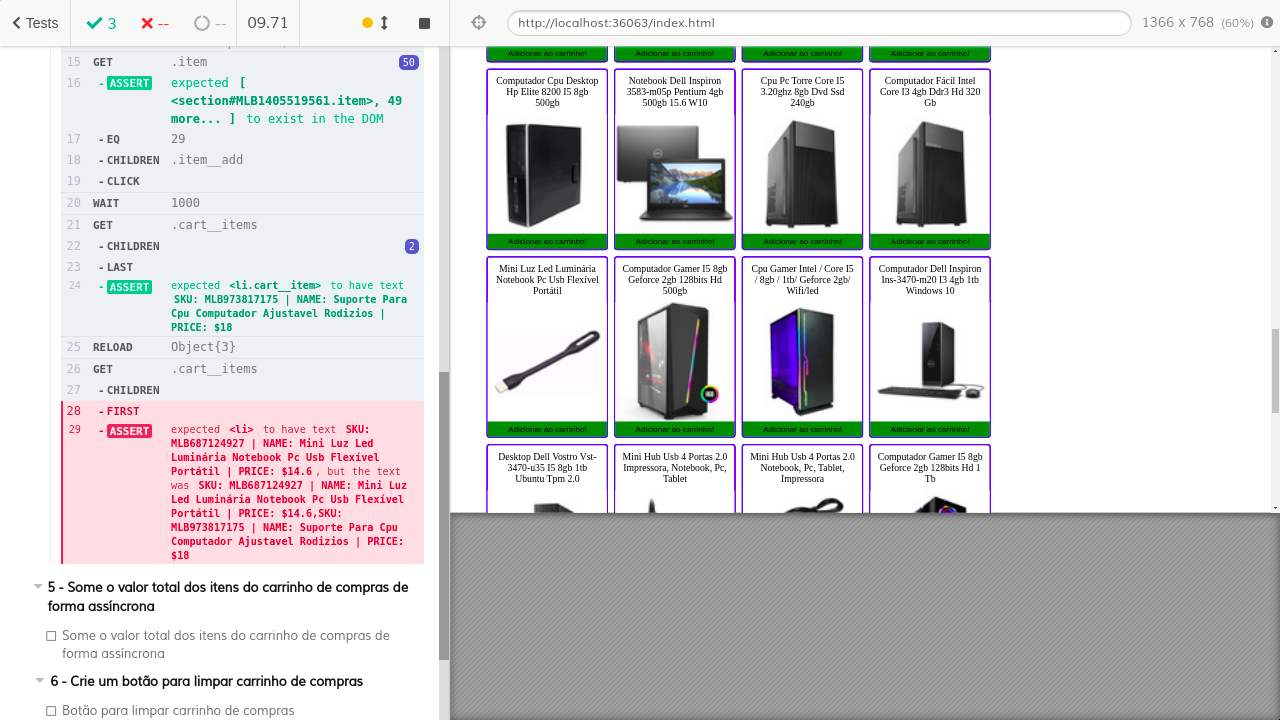 Tests
3
--
--
09.71
http://localhost:36063/index.html
1366 x 768 (60%)
15 GET .item 50
16 - ASSERT expected [
<section#MLB1405519561.item>, 49
more... ] to exist in the DOM
17 - EQ 29
18 - CHILDREN .item__add
19 - CLICK
20 WAIT 1000
21 GET .cart_items
22 - CHILDREN 2
23 - LAST
24 - ASSERT expected <li.cart__item> to have text
SKU: MLB973817175 | NAME: Suporte Para
Cpu Computador Ajustavel Rodizios |
PRICE: $18
25 RELOAD Object{3}
26 GET .cart_items
27 - CHILDREN
28 - FIRST
29 - ASSERT expected <li> to have text SKU:
MLB687124927 | NAME: Mini Luz Led
Luminária Notebook Pc Usb Flexível
Portátil | PRICE: $14.6 , but the text
was SKU: MLB687124927 | NAME: Mini Luz
Led Luminária Notebook Pc Usb Flexível
Portátil | PRICE: $14.6,SKU:
MLB973817175 | NAME: Suporte Para Cpu
Computador Ajustavel Rodizios | PRICE:
$18
5 - Some o valor total dos itens do carrinho de compras de
forma assíncrona
Some o valor total dos itens do carrinho de compras de
forma assíncrona
6 - Crie um botão para limpar carrinho de compras
Botão para limpar carrinho de compras
Adicionar ao carrinho!
Adicionar ao carrinho!
Adicionar ao carrinho!
Adicionar ao carrinho!
Computador Cpu Desktop
Hp Elite 8200 I5 8gb
500gb
Adicionar ao carrinho!
Notebook Dell Inspiron
3583-m05p Pentium 4gb
500gb 15.6 W10
Adicionar ao carrinho!
Cpu Pc Torre Core I5
3.20ghz 8gb Dvd Ssd
240gb
Adicionar ao carrinho!
Computador Fácil Intel
Core I3 4gb Ddr3 Hd 320
Gb
Adicionar ao carrinho!
Mini Luz Led Luminária
Notebook Pc Usb Flexível
Portátil
Adicionar ao carrinho!
Computador Gamer I5 8gb
Geforce 2gb 128bits Hd
500gb
Adicionar ao carrinho!
Cpu Gamer Intel / Core I5
/ 8gb / 1tb/ Geforce 2gb/
Wifi/led
Adicionar ao carrinho!
Computador Dell Inspiron
Ins-3470-m20 I3 4gb 1tb
Windows 10
Adicionar ao carrinho!
Desktop Dell Vostro Vst-
3470-u35 I5 8gb 1tb
Ubuntu Tpm 2.0
Mini Hub Usb 4 Portas 2.0
Impressora, Notebook, Pc,
Tablet
Mini Hub Usb 4 Portas 2.0
Notebook, Pc, Tablet,
Impressora
Computador Gamer I5 8gb
Geforce 2gb 128bits Hd 1
Tb